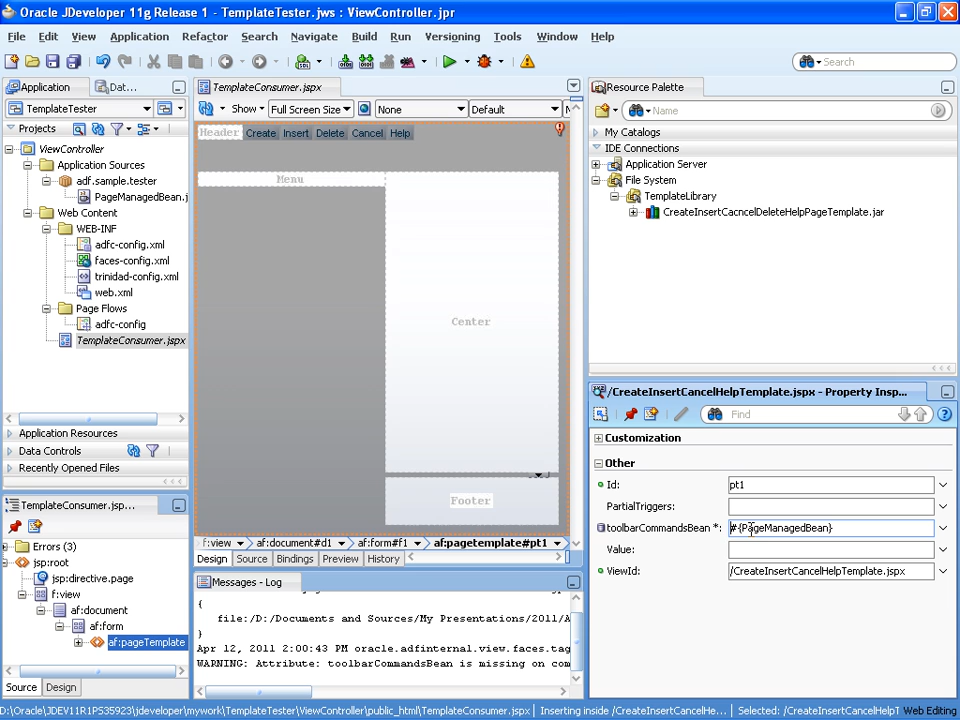 Oracle JDeveloper 11g Release 1 - TemplateTester.jws : ViewController.jpr
File Edit View Application Refactor Search Navigate Build Run Versioning Tools Window Help
Search
Application Dat...
TemplateTester
Projects
ViewController
Application Sources
adf.sample.tester
PageManagedBean.j
Web Content
WEB-INF
adfc-config.xml
faces-config.xml
trinidad-config.xml
web.xml
Page Flows
adfc-config
TemplateConsumer.jspx
Application Resources
Data Controls
Recently Opened Files
TemplateConsumer.jsp...
Errors (3)
jsp:root
jsp:directive.page
f:view
af:document
af:form
af:pageTemplate
Source Design
TemplateConsumer.jspx
Show Full Screen Size None Default
Header Create Insert Delete Cancel Help
Menu
Center
Footer
f:view af:document#d1 af:form#f1 af:pagetemplate#pt1
Design Source Bindings Preview History
Messages - Log
{
file:/D:/Documents and Sources/My Presentations/2011/A
}
Apr 12, 2011 2:00:43 PM oracle.adfinternal.view.faces.tag
WARNING: Attribute: toolbarCommandsBean is missing on com
Resource Palette
Name
My Catalogs
IDE Connections
Application Server
File System
TemplateLibrary
CreateInsertCacncelDeleteHelpPageTemplate.jar
/CreateInsertCancelHelpTemplate.jspx - Property Insp...
Find
Customization
Other
Id: pt1
PartialTriggers:
toolbarCommandsBean *: #{PageManagedBean}
Value:
ViewId: /CreateInsertCancelHelpTemplate.jspx
D:\Oracle\JDEV11R1PS35923\jdeveloper\mywork\TemplateTester\ViewController\public_html\TemplateConsumer.jspx Inserting inside /CreateInsertCancelHe... Selected: /CreateInsertCancelHelpT Web Editing